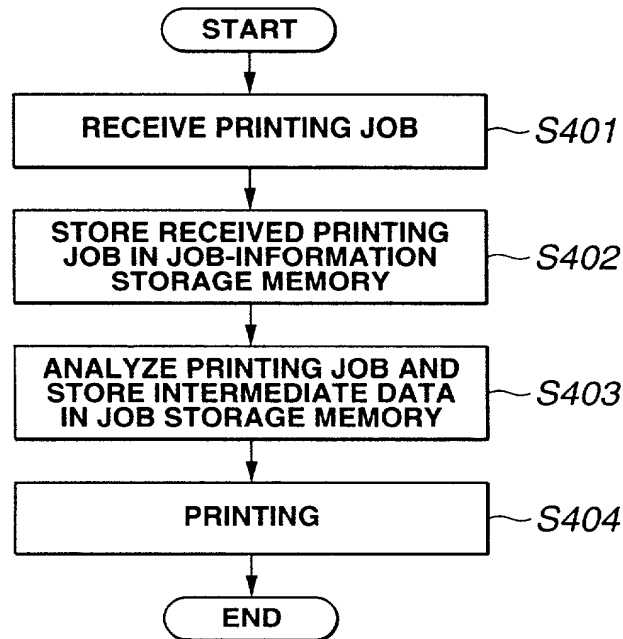 START
RECEIVE PRINTING JOB
S401
STORE RECEIVED PRINTING
JOB IN JOB-INFORMATION
STORAGE MEMORY
S402
ANALYZE PRINTING JOB AND
STORE INTERMEDIATE DATA
IN JOB STORAGE MEMORY
S403
PRINTING
S404
END